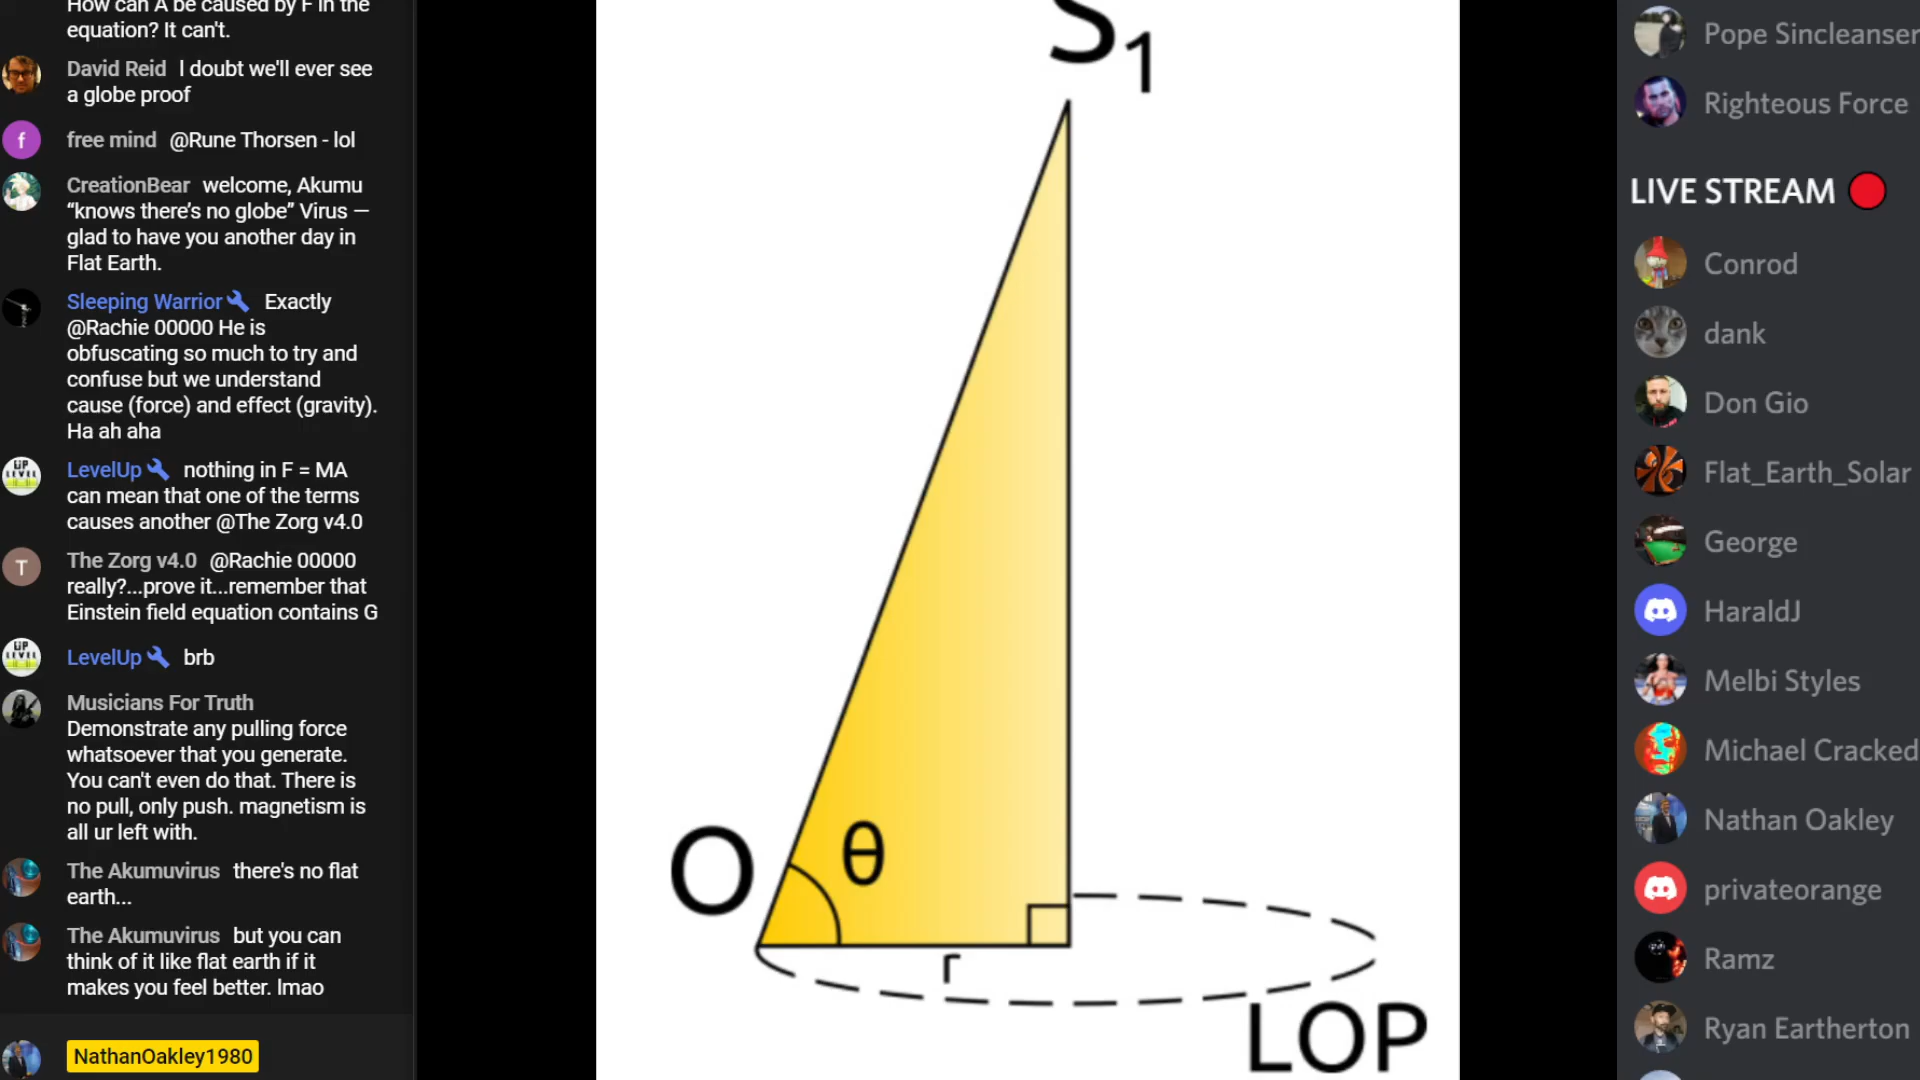 How can A be caused by F in the
equation? It can't.
David Reid I doubt we'll ever see
a globe proof
f free mind @Rune Thorsen - lol
CreationBear welcome, Akumu
“knows there’s no globe” Virus —
glad to have you another day in
Flat Earth.
Sleeping Warrior Exactly
@Rachie 00000 He is
obfuscating so much to try and
confuse but we understand
cause (force) and effect (gravity).
Ha ah aha
UP LEVEL LevelUp nothing in F = MA
can mean that one of the terms
causes another @The Zorg v4.0
T The Zorg v4.0 @Rachie 00000
really?...prove it...remember that
Einstein field equation contains G
UP LEVEL LevelUp brb
Musicians For Truth
Demonstrate any pulling force
whatsoever that you generate.
You can't even do that. There is
no pull, only push. magnetism is
all ur left with.
The Akumuvirus there's no flat
earth...
The Akumuvirus but you can
think of it like flat earth if it
makes you feel better. lmao
NathanOakley1980
S1
O
θ
r
LOP
Pope Sincleanser
Righteous Force
LIVE STREAM
Conrod
dank
Don Gio
Flat_Earth_Solar
George
HaraldJ
Melbi Styles
Michael Cracked
Nathan Oakley
privateorange
Ramz
Ryan Eartherton